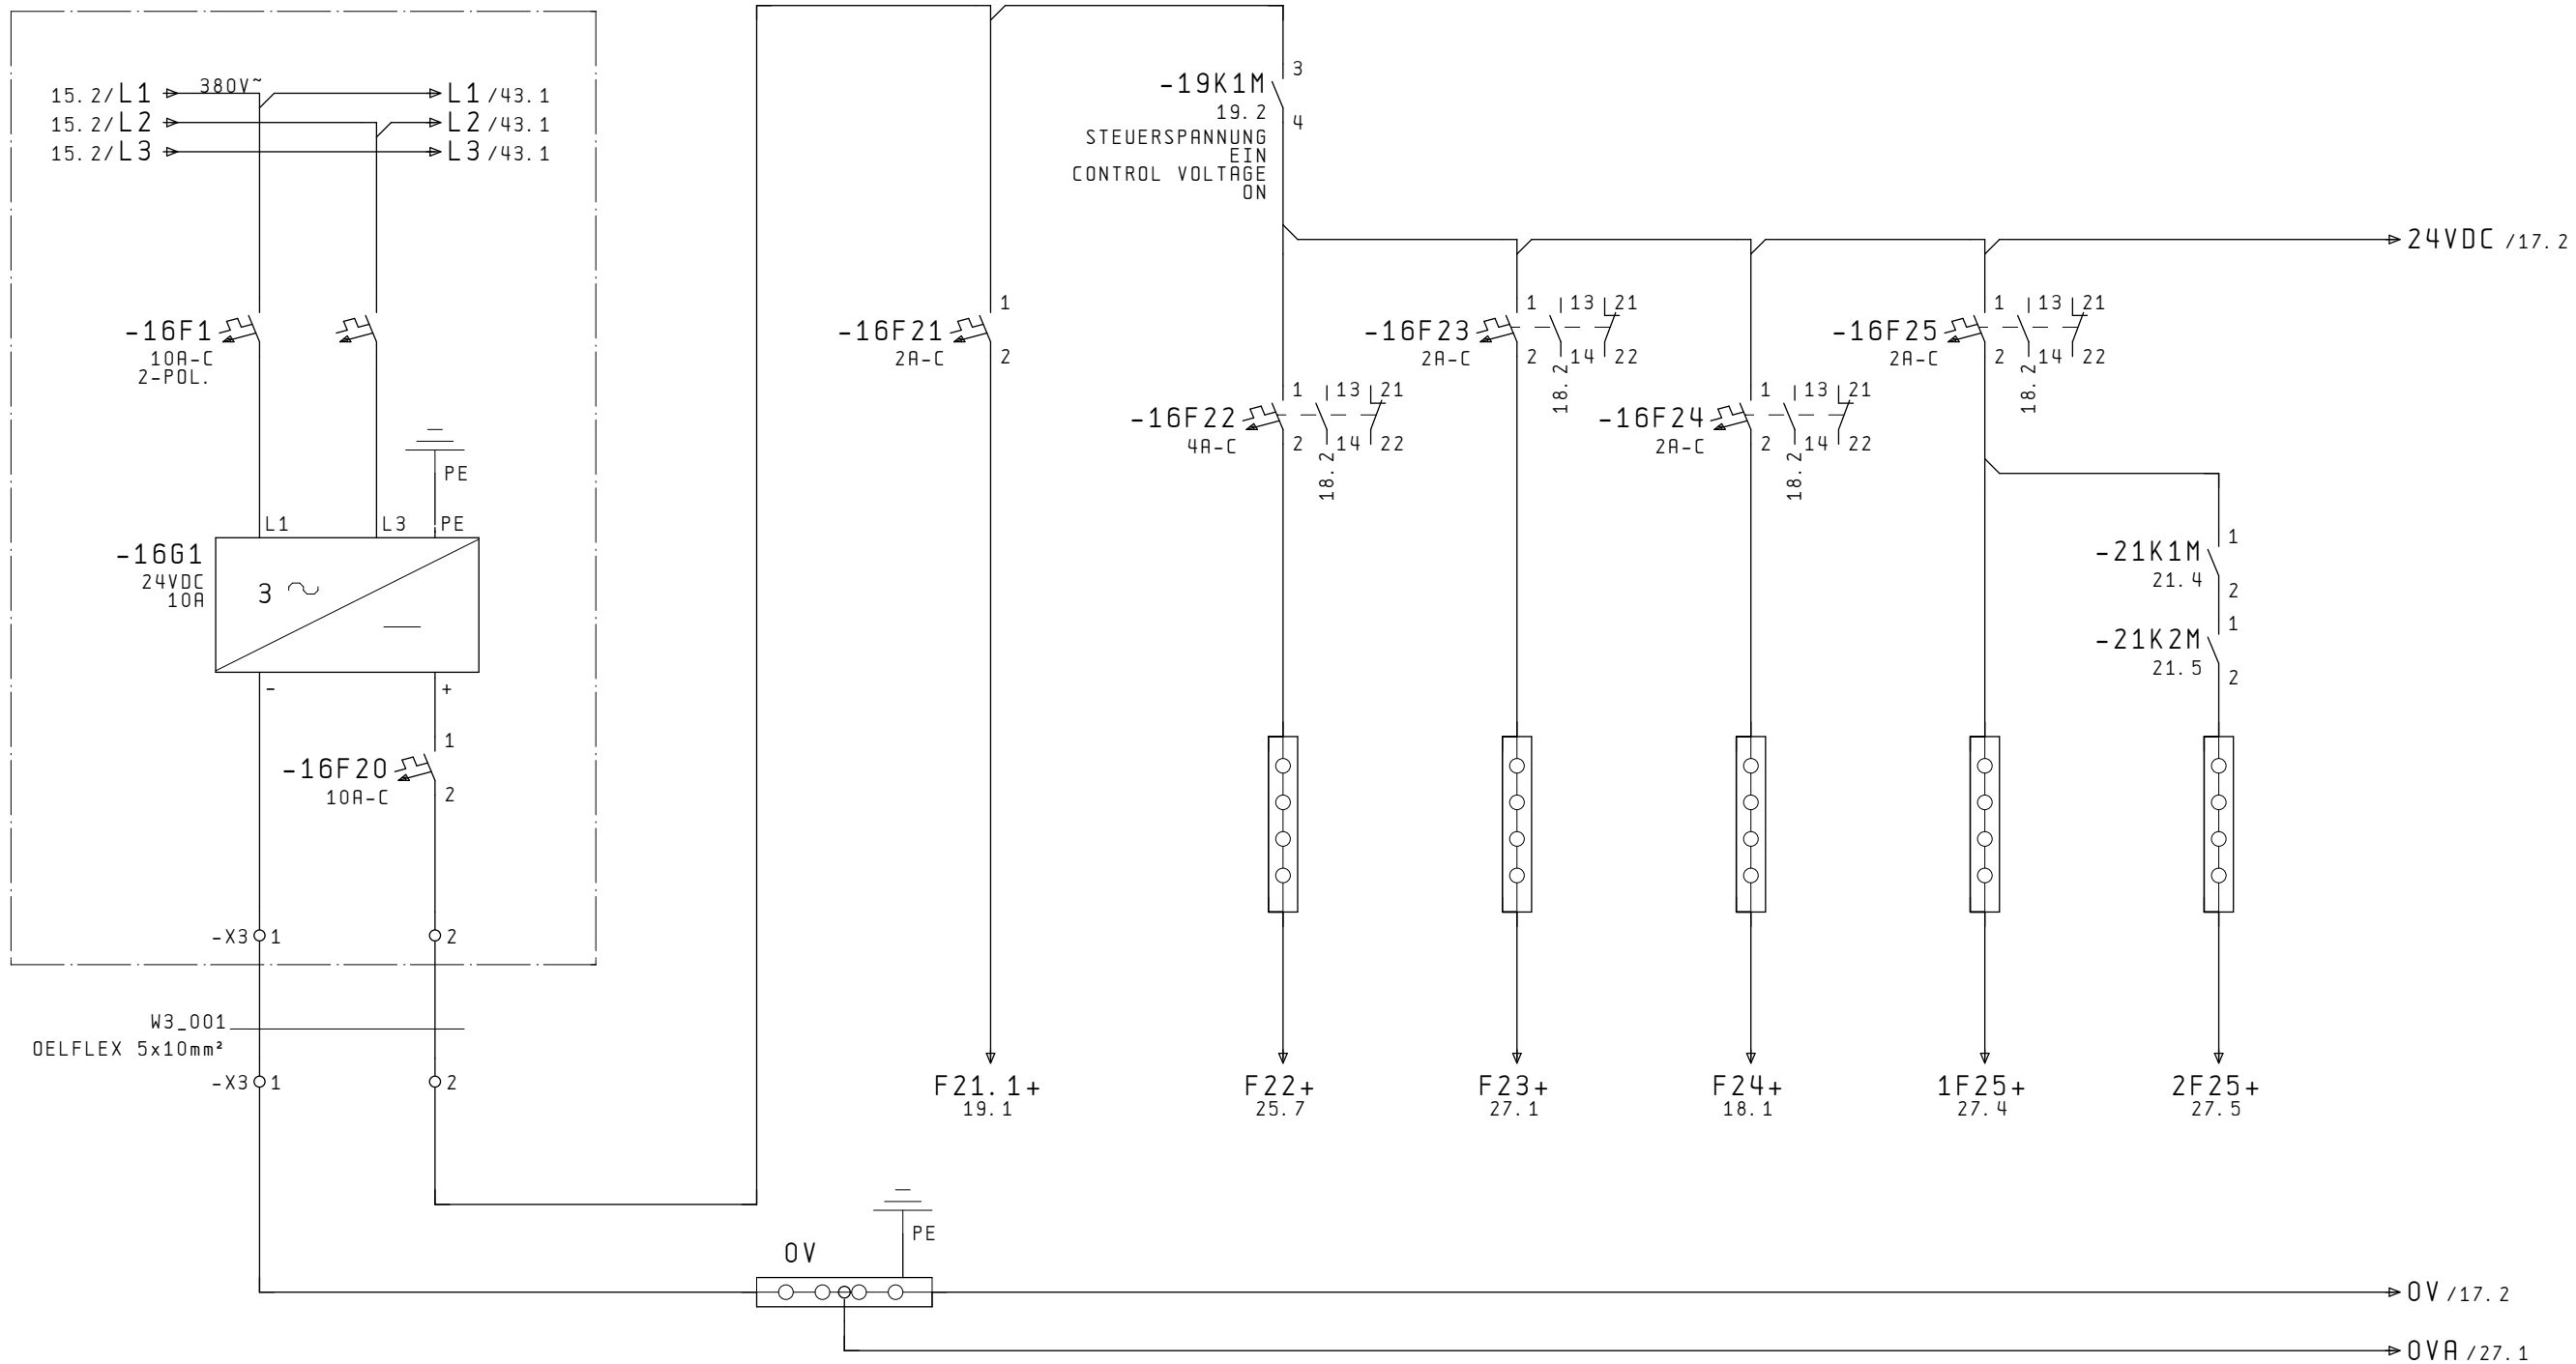 380V~
15.2/L1 L1/43.1
15.2/L2 L2/43.1
15.2/L3 L3/43.1
-19K1M 3
19.2 4
STEUERSPANNUNG
EIN
CONTROL VOLTAGE
ON
24VDC /17.2
-16F1
10A-C
2-POL.
-16F21 1
2A-C 2
-16F22 1 13 21
4A-C 2 14 22
18.2
-16F23 1 13 21
2A-C 2 14 22
18.2
-16F24 1 13 21
2A-C 2 14 22
18.2
-16F25 1 13 21
2A-C 2 14 22
18.2
PE
L1 L3 PE
-16G1
24VDC
10A
3
- +
-21K1M 1
21.4 2
-21K2M 1
21.5 2
-16F20 1
10A-C 2
-X3 1 2
W3_001
OELFLEX 5x10mm²
-X3 1 2
F21.1+
19.1
F22+
25.7
F23+
27.1
F24+
18.1
1F25+
27.4
2F25+
27.5
PE
0V
0V /17.2
0VA /27.1